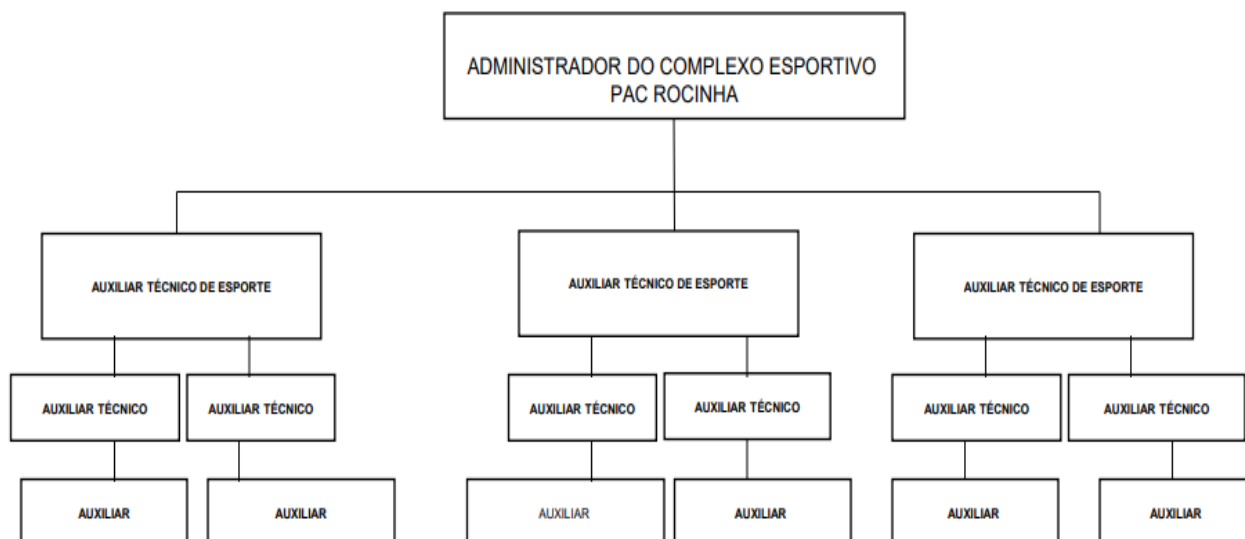 ADMINISTRADOR DO COMPLEXO ESPORTIVO
PAC ROCINHA
AUXILIAR TÉCNICO DE ESPORTE
AUXILIAR TÉCNICO DE ESPORTE
AUXILIAR TÉCNICO DE ESPORTE
AUXILIAR TÉCNICO
AUXILIAR TÉCNICO
AUXILIAR TÉCNICO
AUXILIAR TÉCNICO
AUXILIAR TÉCNICO
AUXILIAR TÉCNICO
AUXILIAR
AUXILIAR
AUXILIAR
AUXILIAR
AUXILIAR
AUXILIAR